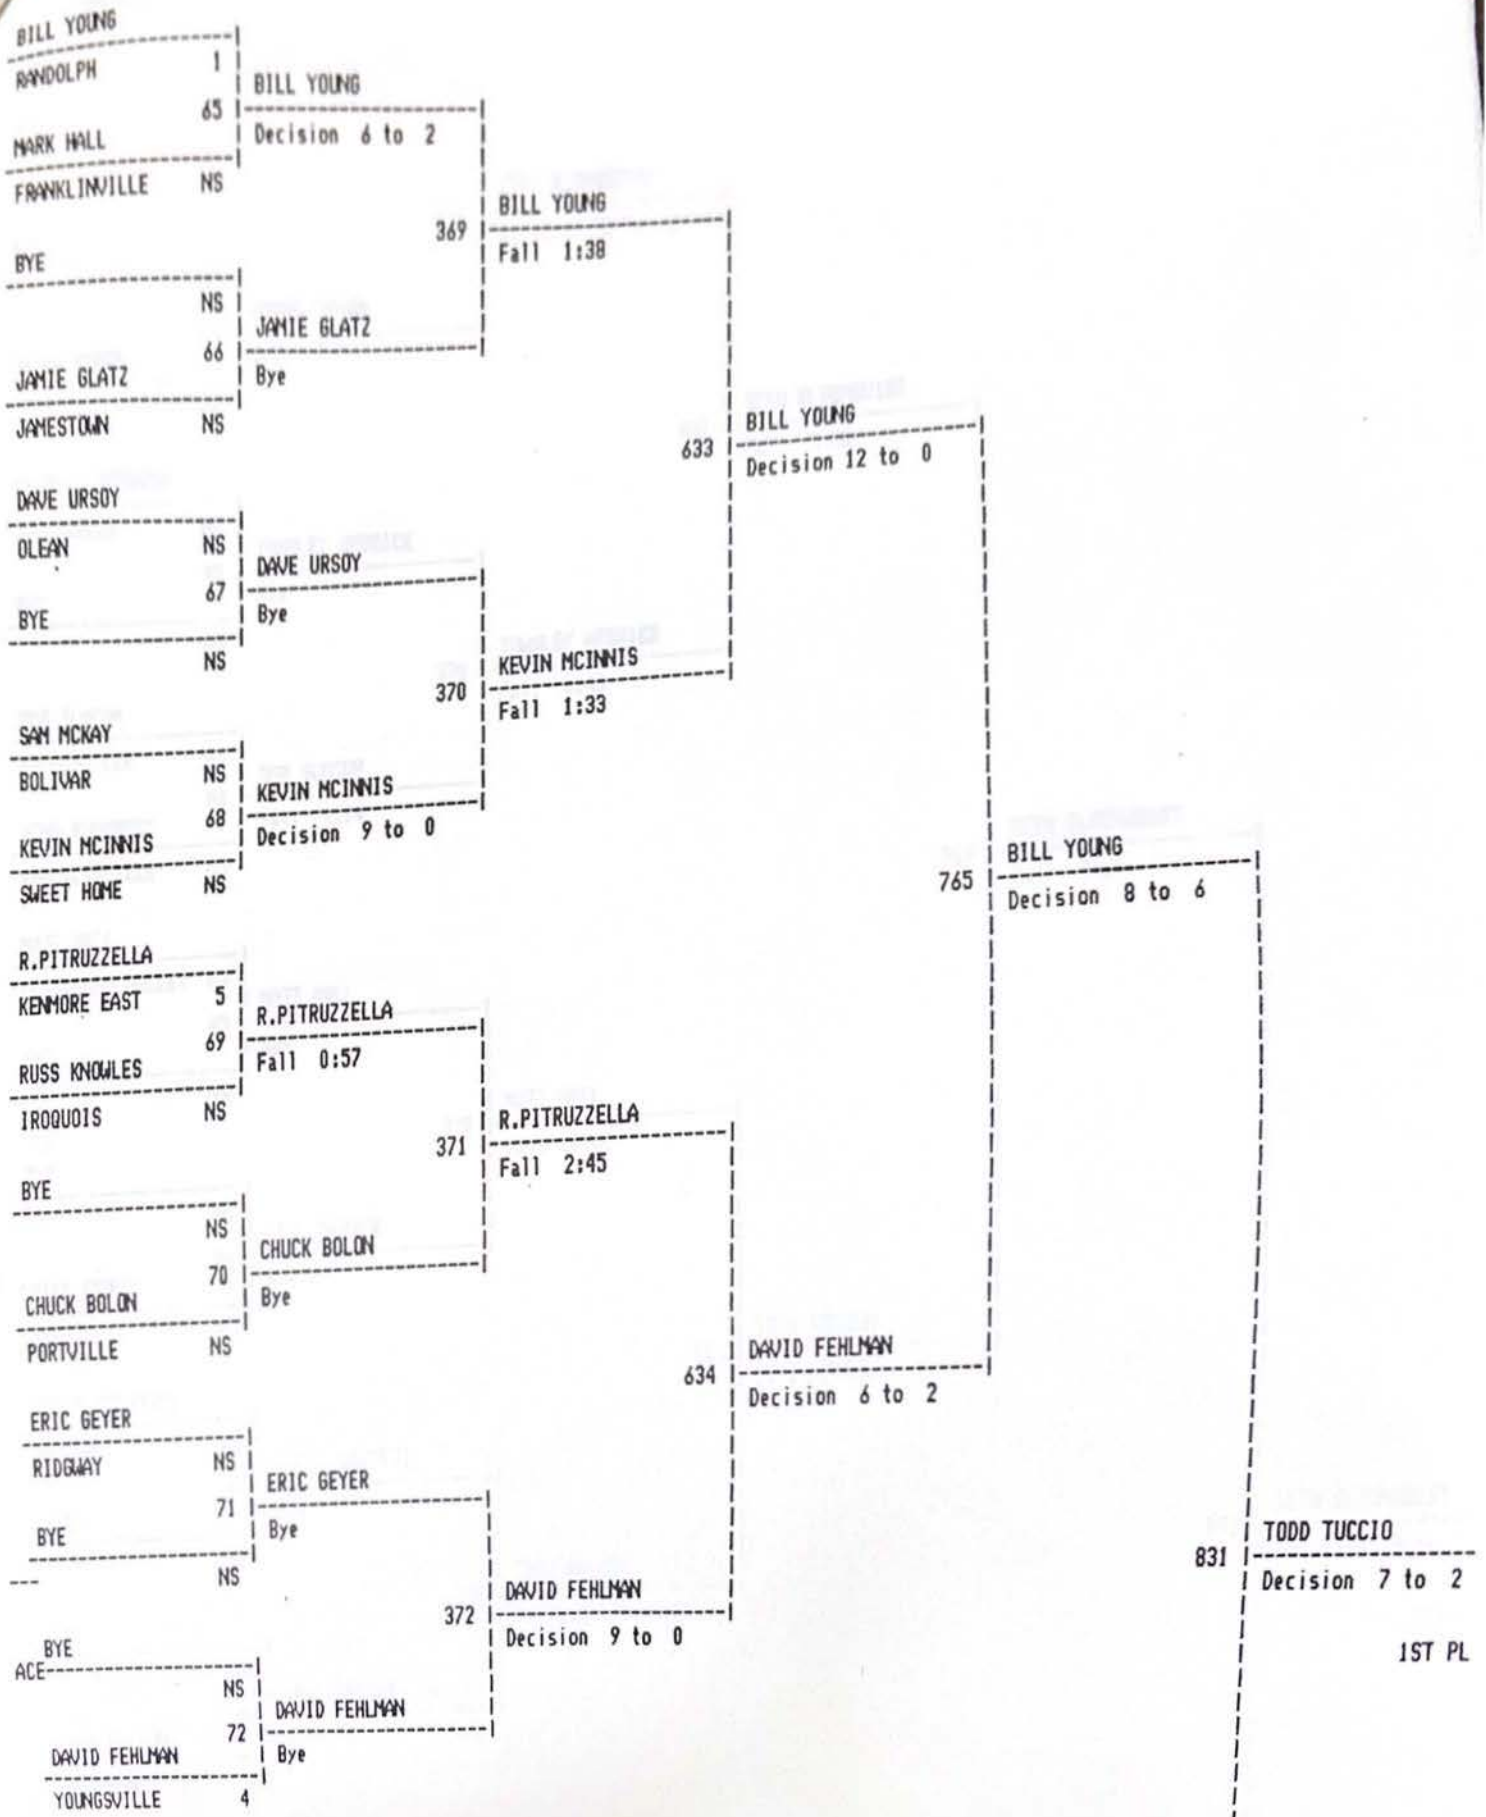 BILL YOUNG
RANDOLPH 1
65
MARK HALL
FRANKLINVILLE NS
BILL YOUNG
Decision 6 to 2
BYE
NS
66
JAMIE GLATZ
JAMESTOWN NS
JAMIE GLATZ
Bye
369
BILL YOUNG
Fall 1:38
DAVE URSOY
OLEAN NS
67
BYE
NS
DAVE URSOY
Bye
SAM MCKAY
BOLIVAR NS
68
KEVIN MCINNIS
SWEET HOME NS
KEVIN MCINNIS
Decision 9 to 0
370
KEVIN MCINNIS
Fall 1:33
633
BILL YOUNG
Decision 12 to 0
R.PITRUZZELLA
KENMORE EAST 5
69
RUSS KNOWLES
IROQUOIS NS
R.PITRUZZELLA
Fall 0:57
BYE
NS
70
CHUCK BOLON
PORTVILLE NS
CHUCK BOLON
Bye
371
R.PITRUZZELLA
Fall 2:45
ERIC GEYER
RIDGWAY NS
71
BYE
NS
ERIC GEYER
Bye
BYE
ACE
NS
72
DAVID FEHLMAN
YOUNGSVILLE 4
DAVID FEHLMAN
Bye
372
DAVID FEHLMAN
Decision 9 to 0
634
DAVID FEHLMAN
Decision 6 to 2
765
BILL YOUNG
Decision 8 to 6
831
TODD TUCCIO
Decision 7 to 2
1ST PL